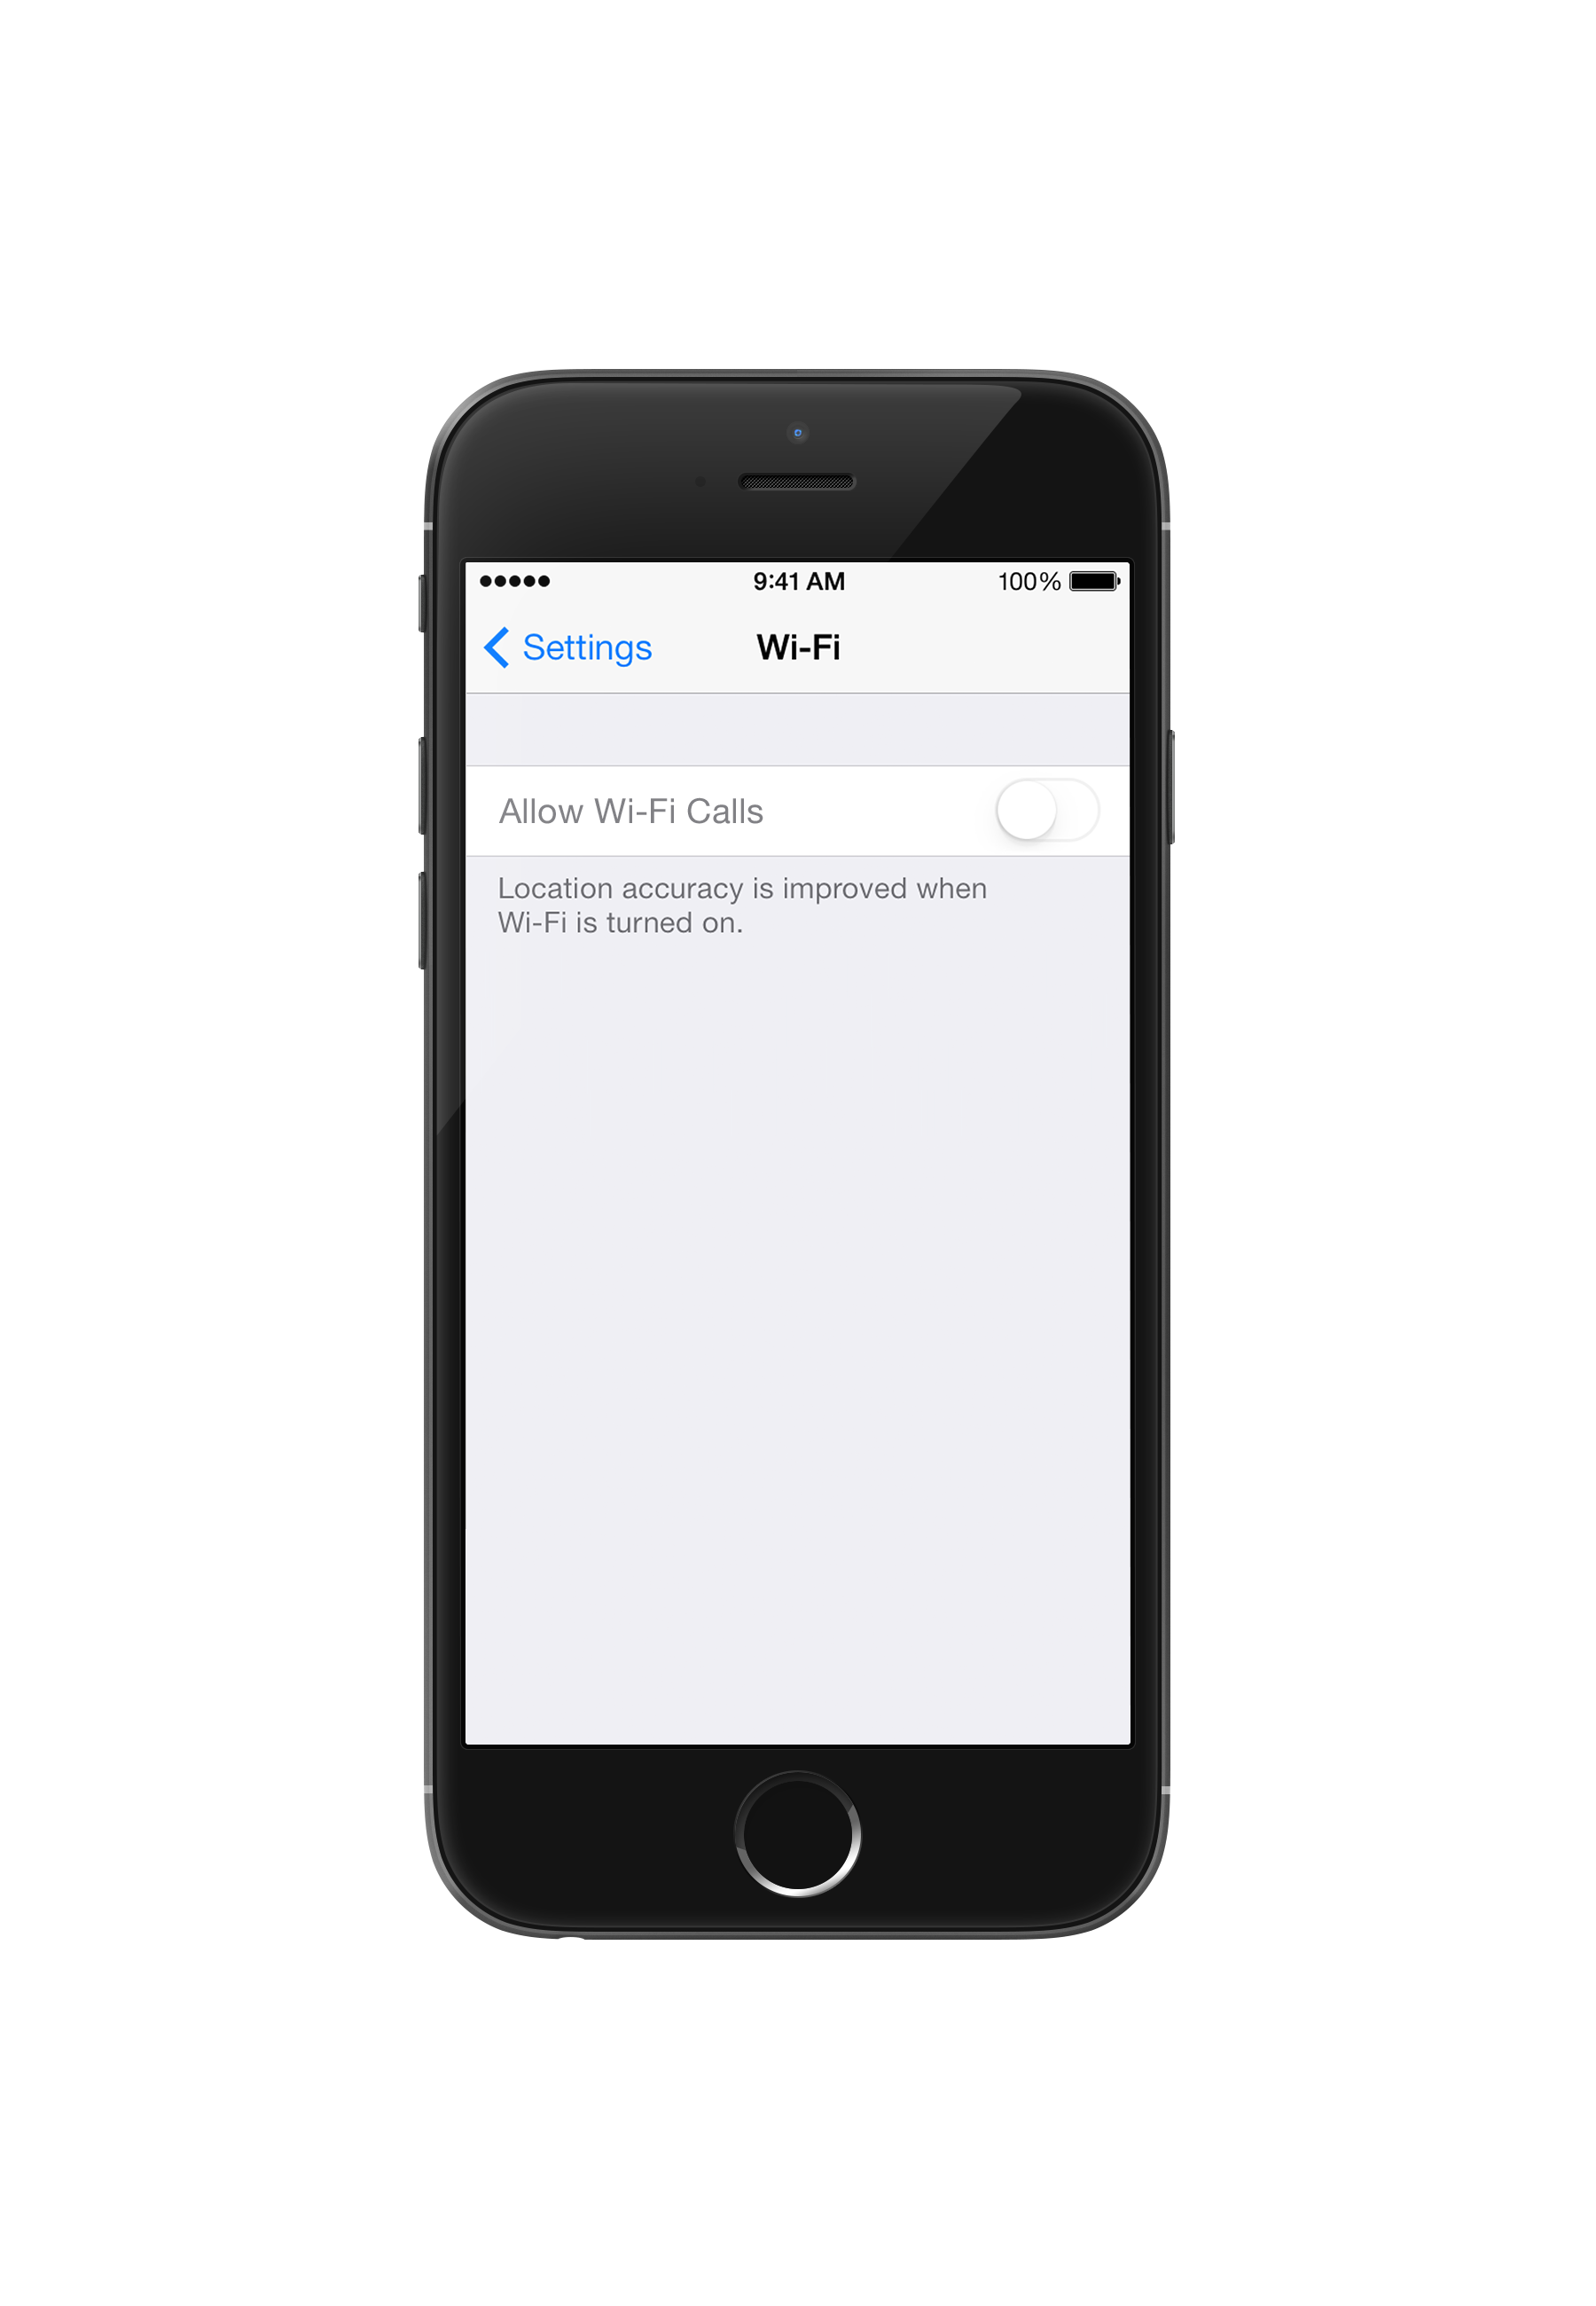 9:41 AM 100%
Settings Wi-Fi
Allow Wi-Fi Calls
Location accuracy is improved when
Wi-Fi is turned on.